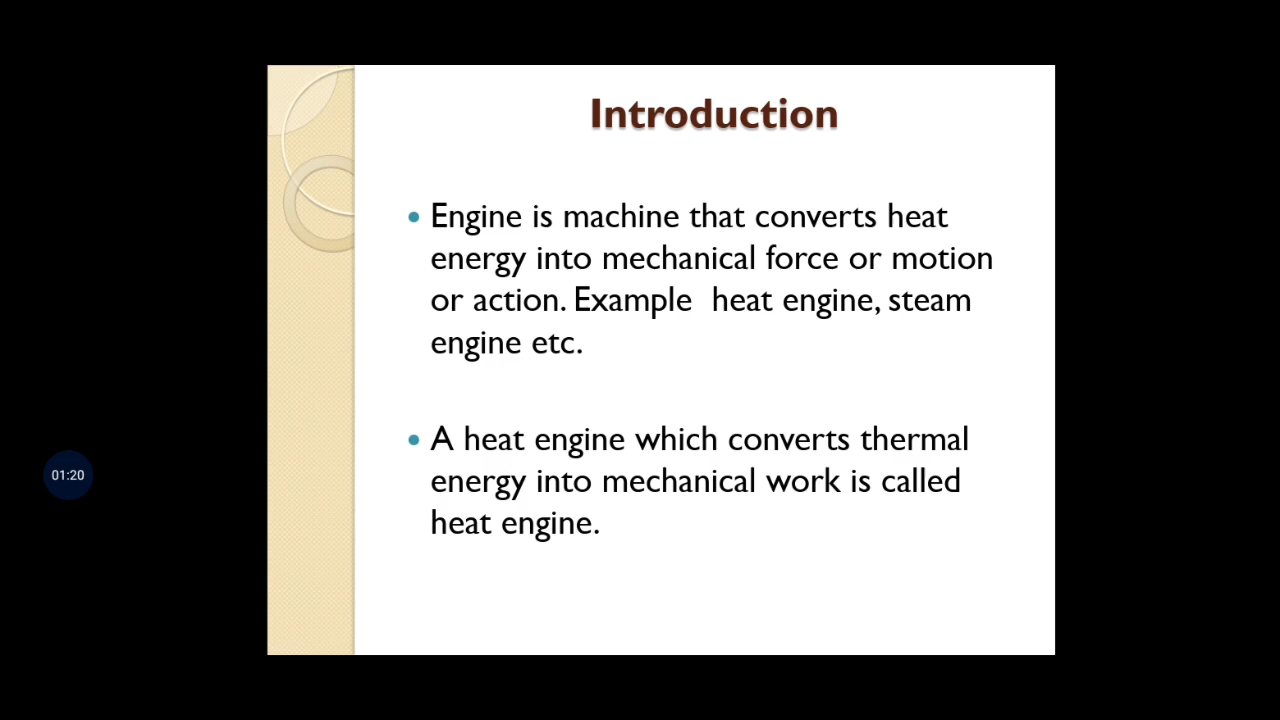 Introduction
• Engine is machine that converts heat
energy into mechanical force or motion
or action. Example  heat engine, steam
engine etc.
• A heat engine which converts thermal
energy into mechanical work is called
heat engine.
01:20